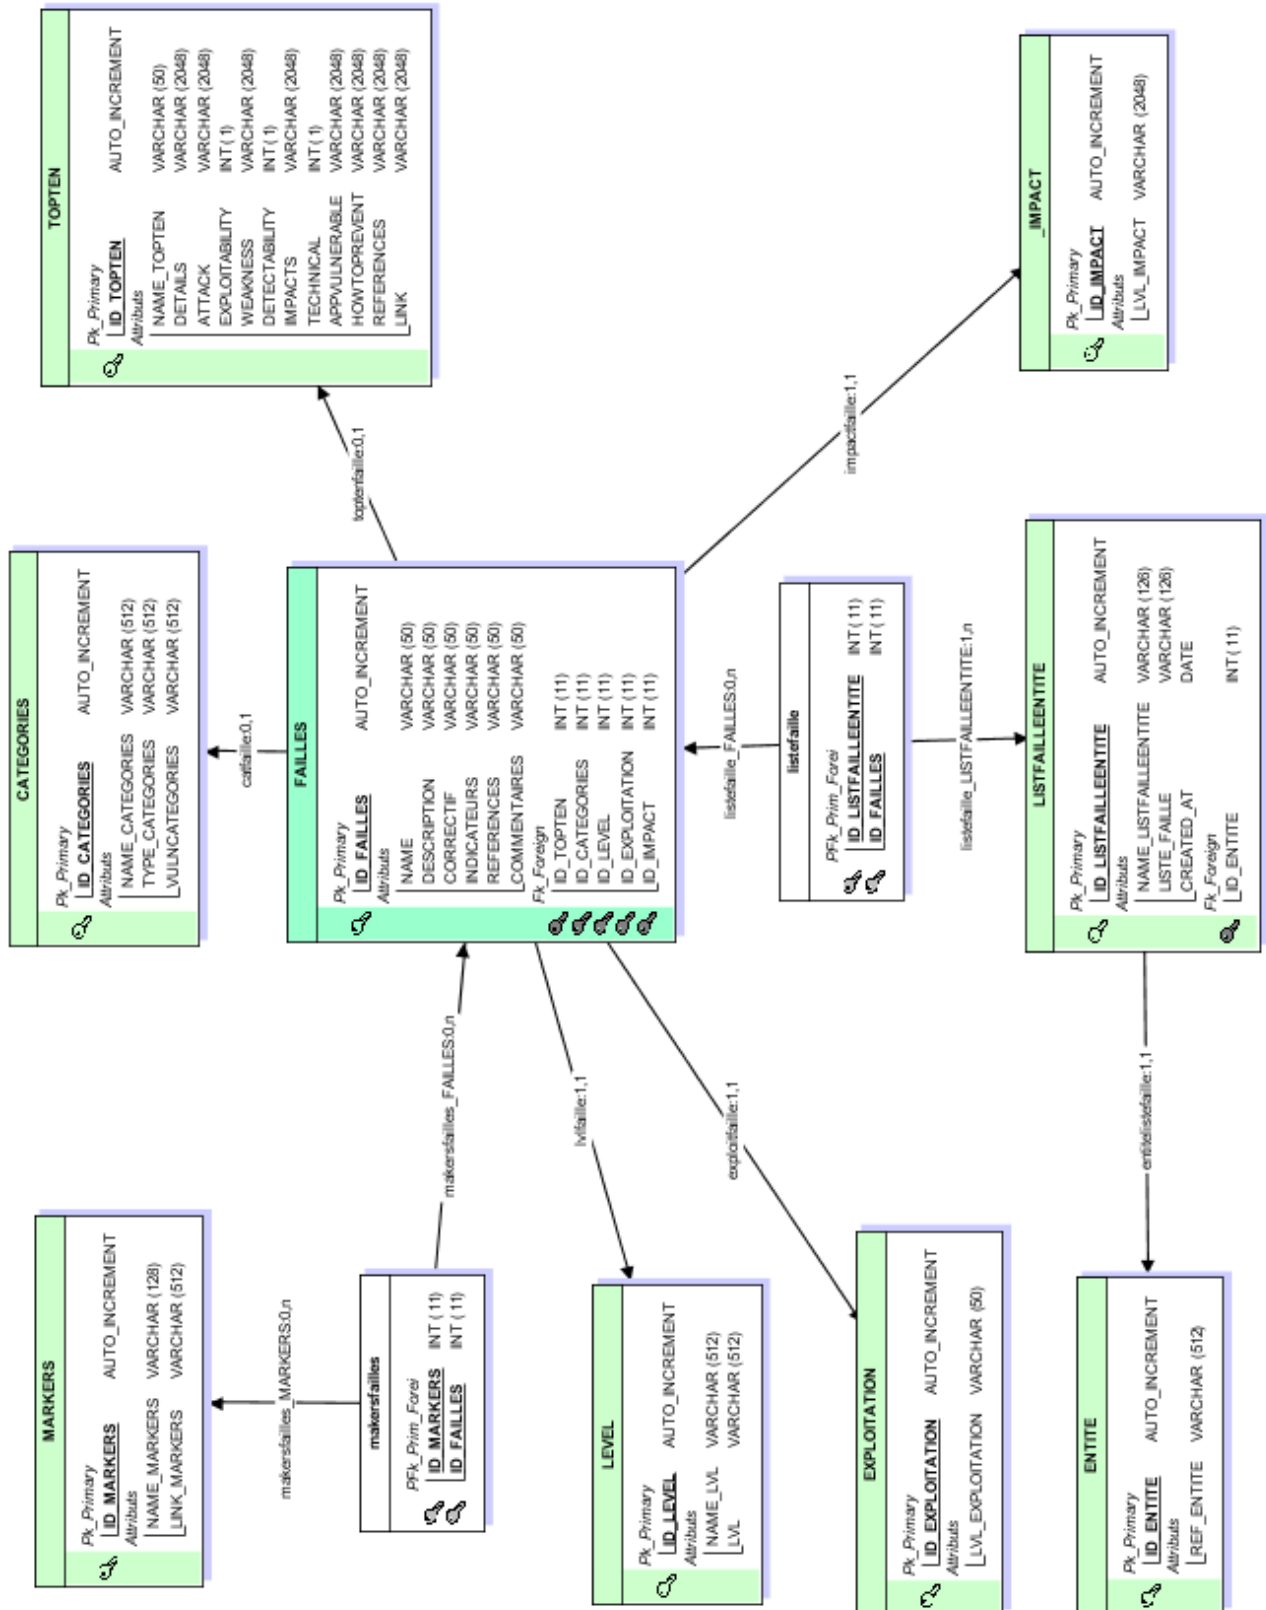 MARKERS
Pk_Primary
ID_MARKERS AUTO_INCREMENT
Attributs
NAME_MARKERS VARCHAR (128)
LINK_MARKERS VARCHAR (512)
makersfailles_MARKERS:0,n
makersfailles
PFk_Prim_Forei
ID_MARKERS INT (11)
ID_FAILLES INT (11)
makersfailles_FAILLES:0,n
LEVEL
Pk_Primary
ID_LEVEL AUTO_INCREMENT
Attributs
NAME_LVL VARCHAR (512)
LVL VARCHAR (512)
lvlfaille:1,1
EXPLOITATION
Pk_Primary
ID_EXPLOITATION AUTO_INCREMENT
Attributs
LVL_EXPLOITATION VARCHAR (50)
exploitfaille:1,1
ENTITE
Pk_Primary
ID_ENTITE AUTO_INCREMENT
Attributs
REF_ENTITE VARCHAR (512)
entitelistefaille:1,1
CATEGORIES
Pk_Primary
ID_CATEGORIES AUTO_INCREMENT
Attributs
NAME_CATEGORIES VARCHAR (512)
TYPE_CATEGORIES VARCHAR (512)
VULNCATEGORIES VARCHAR (512)
catfaille:0,1
FAILLES
Pk_Primary
ID_FAILLES AUTO_INCREMENT
Attributs
NAME VARCHAR (50)
DESCRIPTION VARCHAR (50)
CORRECTIF VARCHAR (50)
INDICATEURS VARCHAR (50)
REFERENCES VARCHAR (50)
COMMENTAIRES VARCHAR (50)
Fk_Foreign
ID_TOPTEN INT (11)
ID_CATEGORIES INT (11)
ID_LEVEL INT (11)
ID_EXPLOITATION INT (11)
ID_IMPACT INT (11)
listefaille_FAILLES:0,n
listefaille
PFk_Prim_Forei
ID_LISTFAILLEENTITE INT (11)
ID_FAILLES INT (11)
listefaille_LISTFAILLEENTITE:1,n
LISTFAILLEENTITE
Pk_Primary
ID_LISTFAILLEENTITE AUTO_INCREMENT
Attributs
NAME_LISTFAILLEENTITE VARCHAR (126)
LISTE_FAILLE VARCHAR (126)
CREATED_AT DATE
Fk_Foreign
ID_ENTITE INT (11)
TOPTEN
Pk_Primary
ID_TOPTEN AUTO_INCREMENT
Attributs
NAME_TOPTEN VARCHAR (50)
DETAILS VARCHAR (2048)
ATTACK VARCHAR (2048)
EXPLOITABILITY INT (1)
WEAKNESS VARCHAR (2048)
DETECTABILITY INT (1)
IMPACTS VARCHAR (2048)
TECHNICAL INT (1)
APPVULNERABLE VARCHAR (2048)
HOWTOPREVENT VARCHAR (2048)
REFERENCES VARCHAR (2048)
LINK VARCHAR (2048)
toptenfaille:0,1
impactfaille:1,1
_IMPACT
Pk_Primary
ID_IMPACT AUTO_INCREMENT
Attributs
LVL_IMPACT VARCHAR (2048)